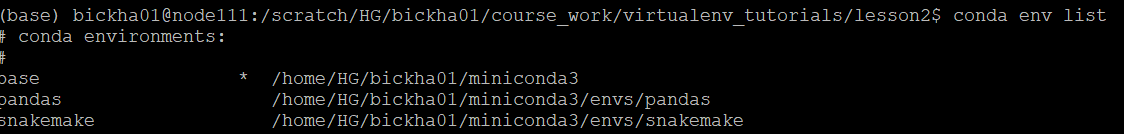 (base) bickha01@node111:/scratch/HG/bickha01/course_work/virtualenv_tutorials/lesson2$ conda env list
# conda environments:
#
base * /home/HG/bickha01/miniconda3
pandas /home/HG/bickha01/miniconda3/envs/pandas
snakemake /home/HG/bickha01/miniconda3/envs/snakemake